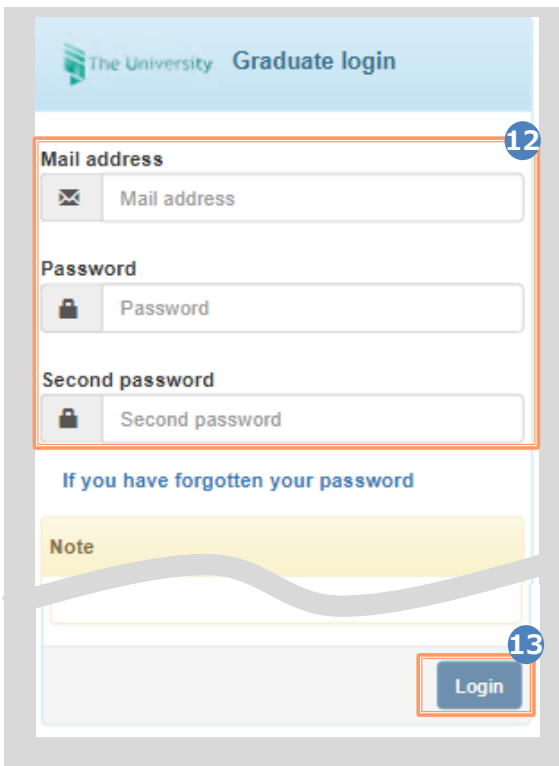 The University Graduate login
12
Mail address
Mail address
Password
Password
Second password
Second password
If you have forgotten your password
Note
13
Login